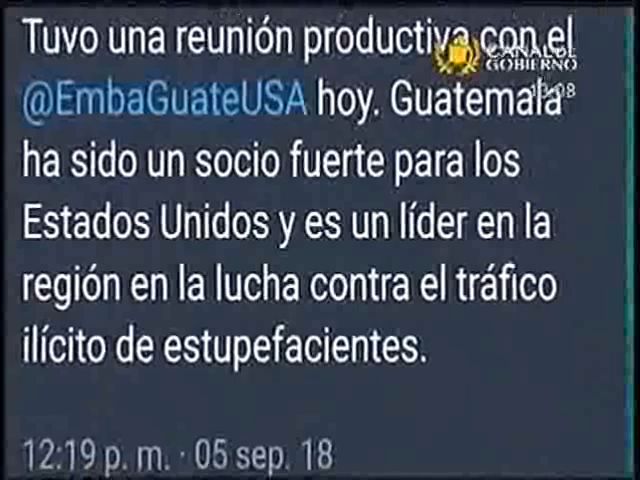 Tuvo una reunión productiva con el
CANAL DE
GOBIERNO
@EmbaGuateUSA hoy. Guatemala
13:08
ha sido un socio fuerte para los
Estados Unidos y es un líder en la
región en la lucha contra el tráfico
ilícito de estupefacientes.
12:19 p. m. · 05 sep. 18